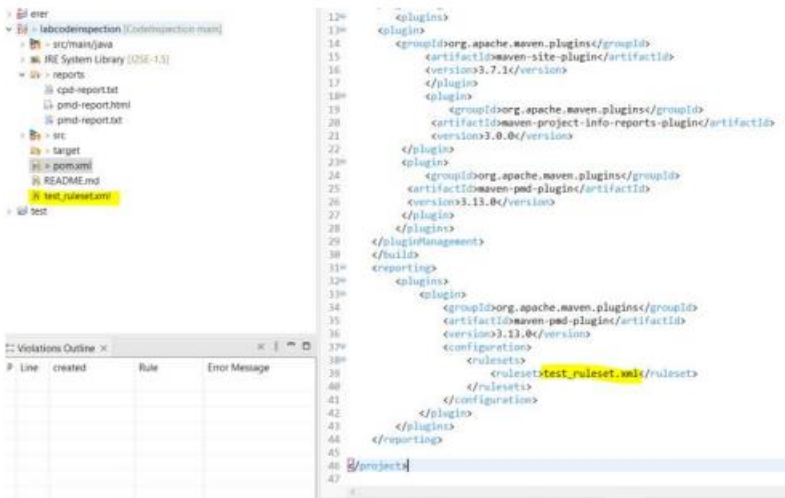 erer
labcodeinspection [CodeInspection main]
src/main/java
JRE System Library [J2SE-1.5]
reports
cpd-report.txt
pmd-report.html
pmd-report.txt
src
target
pom.xml
README.md
test_ruleset.xml
test
Violations Outline
P Line created Rule Error Message
12 <plugins>
13 <plugin>
14 <groupId>org.apache.maven.plugins</groupId>
15 <artifactId>maven-site-plugin</artifactId>
16 <version>3.7.1</version>
17 </plugin>
18 <plugin>
19 <groupId>org.apache.maven.plugins</groupId>
20 <artifactId>maven-project-info-reports-plugin</artifactId>
21 <version>3.0.0</version>
22 </plugin>
23 <plugin>
24 <groupId>org.apache.maven.plugins</groupId>
25 <artifactId>maven-pmd-plugin</artifactId>
26 <version>3.13.0</version>
27 </plugin>
28 </plugins>
29 </pluginManagement>
30 </build>
31 <reporting>
32 <plugins>
33 <plugin>
34 <groupId>org.apache.maven.plugins</groupId>
35 <artifactId>maven-pmd-plugin</artifactId>
36 <version>3.13.0</version>
37 <configuration>
38 <rulesets>
39 <ruleset>test_ruleset.xml</ruleset>
40 </rulesets>
41 </configuration>
42 </plugin>
43 </plugins>
44 </reporting>
45
46 </project>
47